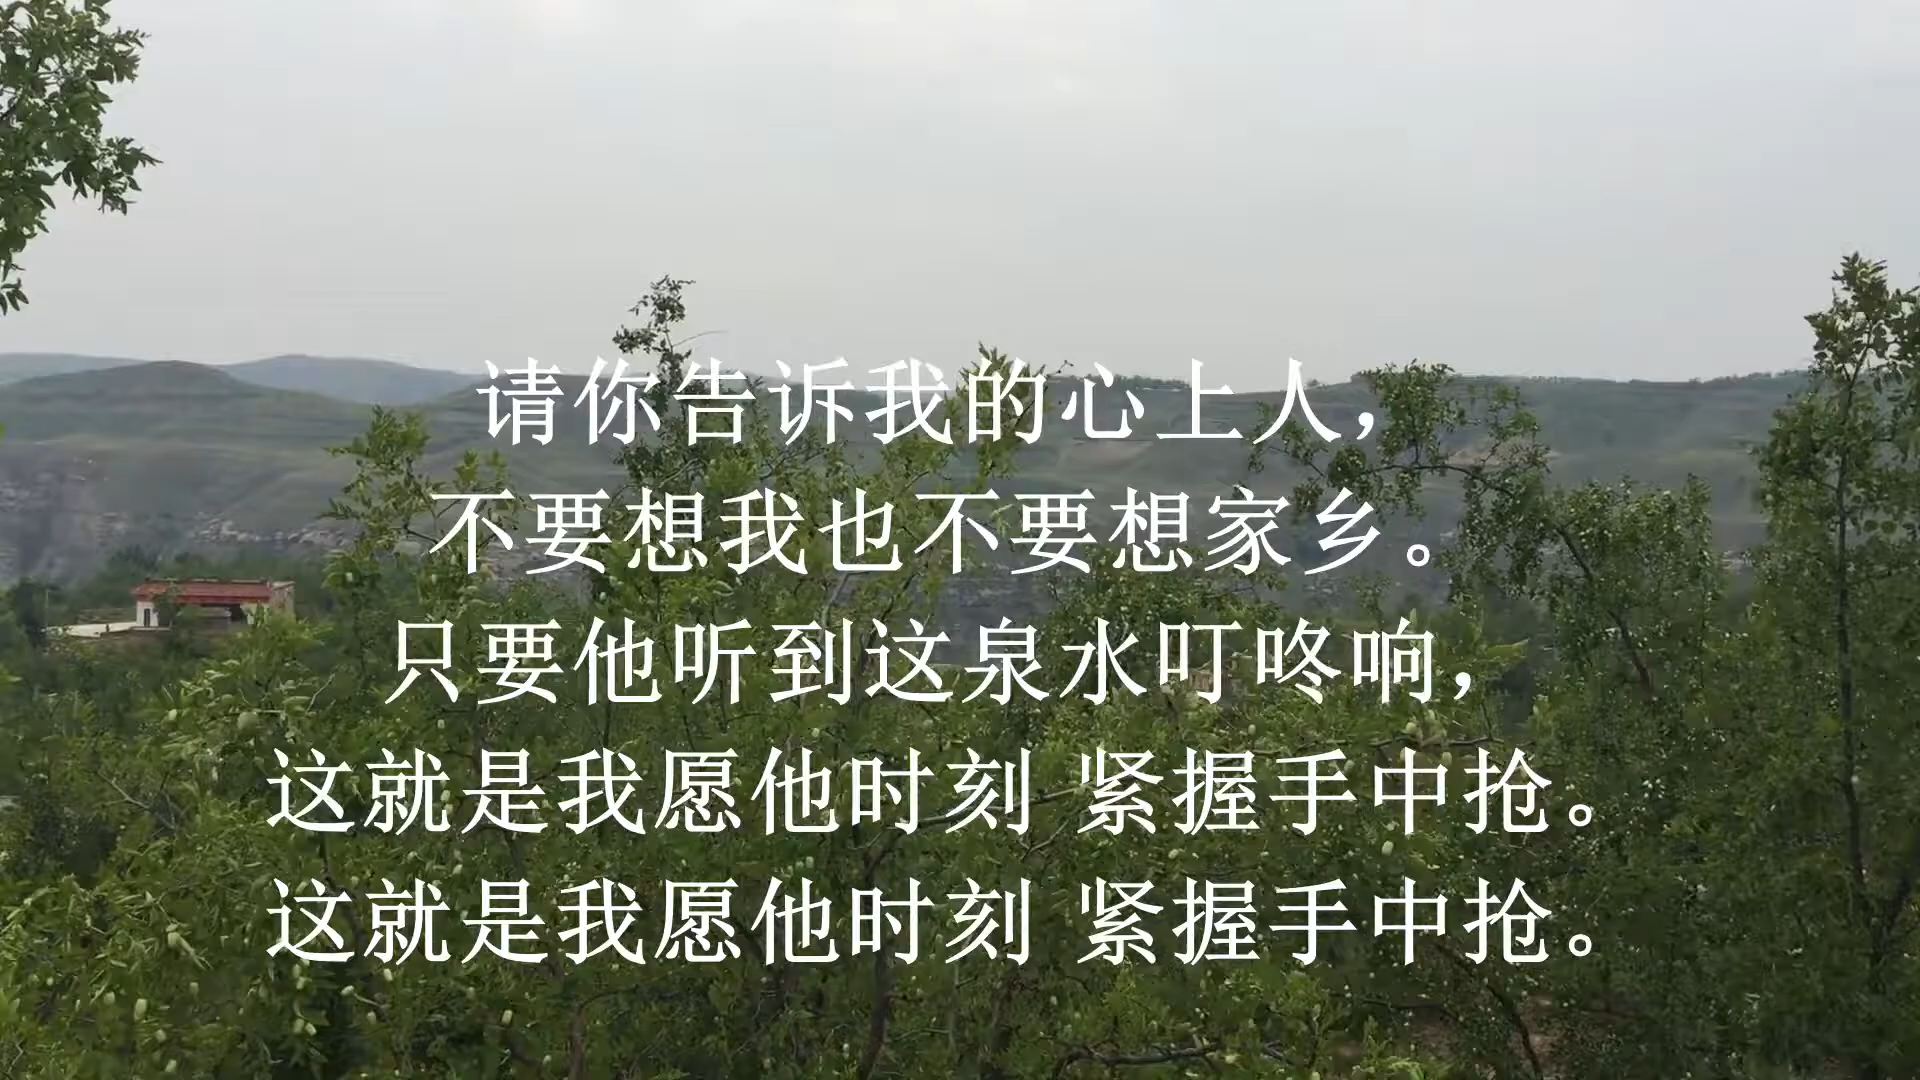 请你告诉我的心上人，
不要想我也不要想家乡。
只要他听到这泉水叮咚响，
这就是我愿他时刻 紧握手中抢。
这就是我愿他时刻 紧握手中抢。